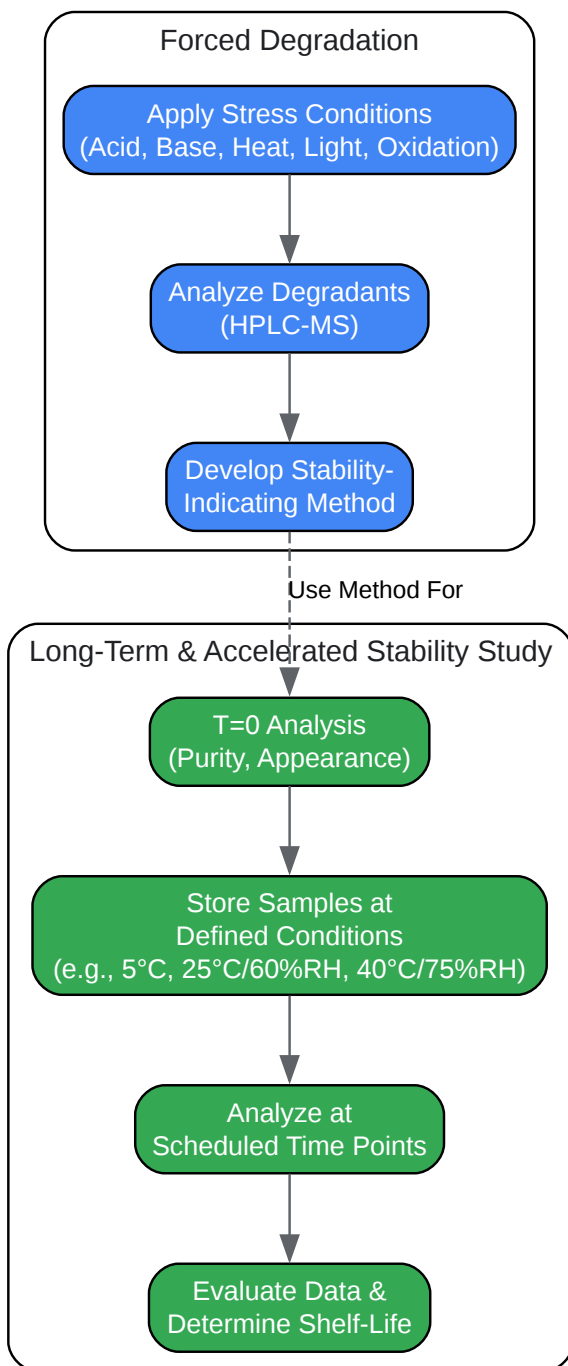 Forced Degradation
Apply Stress Conditions
(Acid, Base, Heat, Light, Oxidation)
Analyze Degradants
(HPLC-MS)
Develop Stability-
Indicating Method
Use Method For
Long-Term & Accelerated Stability Study
T=0 Analysis
(Purity, Appearance)
Store Samples at
Defined Conditions
(e.g., 5°C, 25°C/60%RH, 40°C/75%RH)
Analyze at
Scheduled Time Points
Evaluate Data &
Determine Shelf-Life